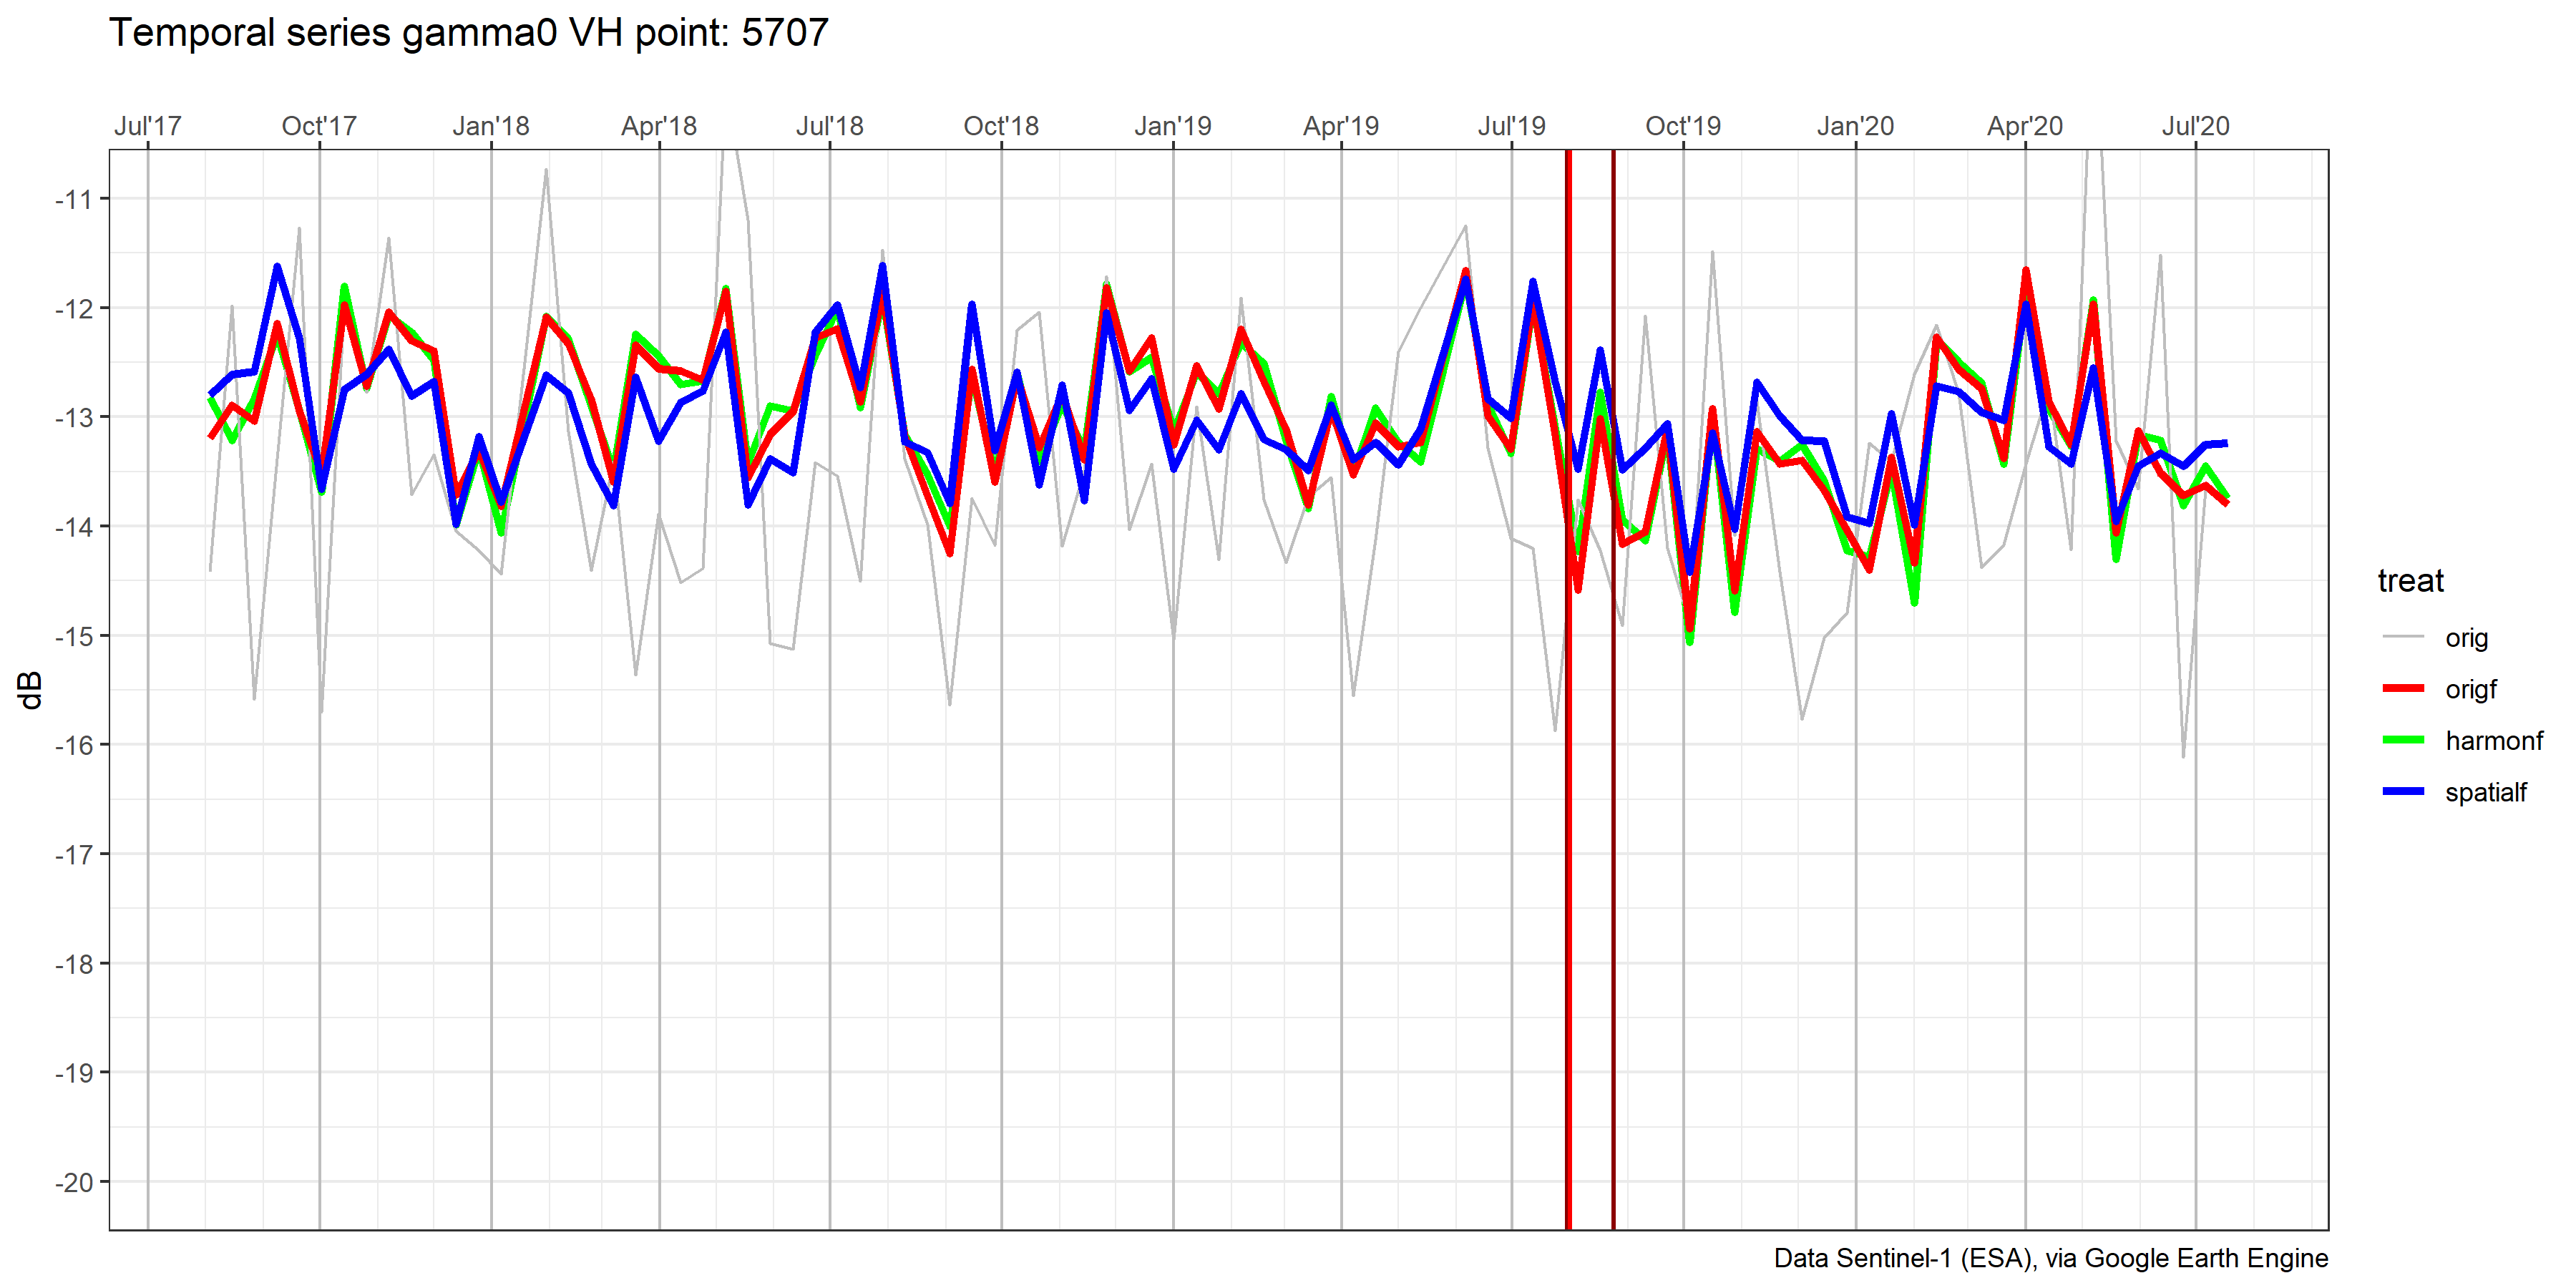 Temporal series gamma0 VH point: 5707
Jul'17 Oct'17 Jan'18 Apr'18 Jul'18 Oct'18 Jan'19 Apr'19 Jul'19 Oct'19 Jan'20 Apr'20 Jul'20
-11
-12
-13
-14
-15
-16
-17
-18
-19
-20
dB
treat
orig
origf
harmonf
spatialf
Data Sentinel-1 (ESA), via Google Earth Engine